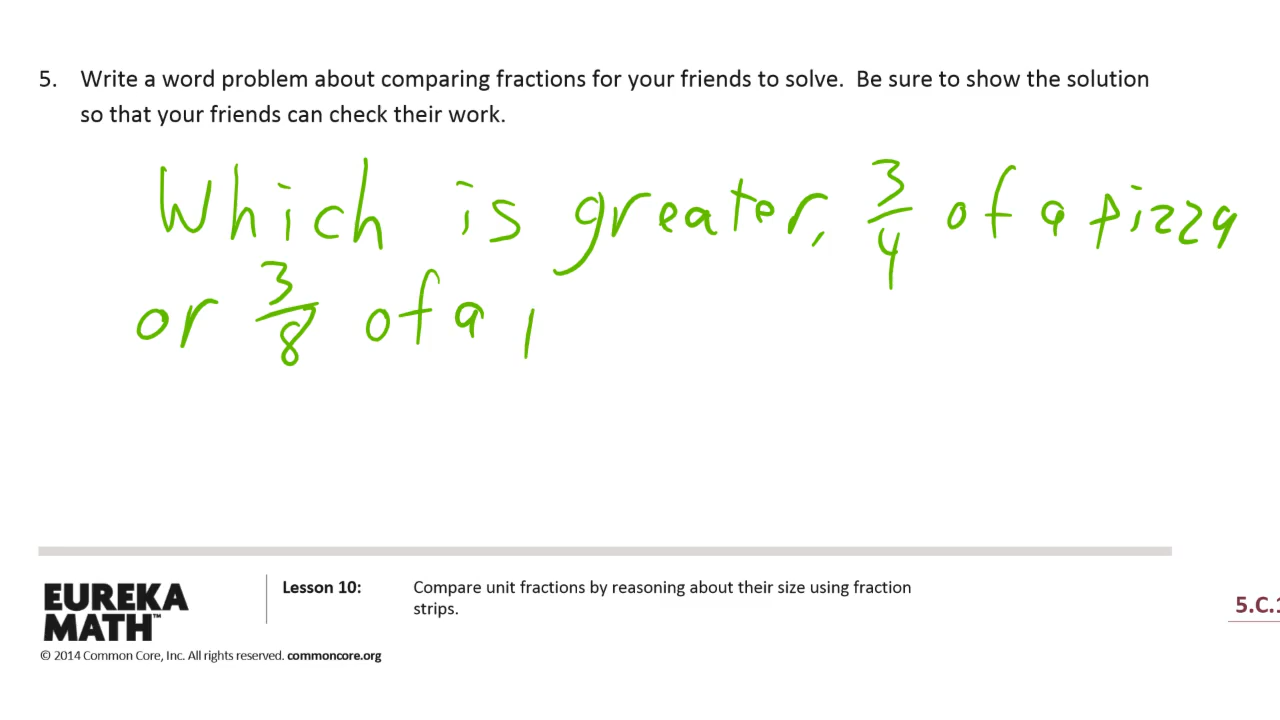 5. Write a word problem about comparing fractions for your friends to solve. Be sure to show the solution
so that your friends can check their work.
Which is greater, 3/4 of a pizza
or 3/8 of a
EUREKA
MATH™
Lesson 10:
Compare unit fractions by reasoning about their size using fraction
strips.
5.C.1
© 2014 Common Core, Inc. All rights reserved. commoncore.org